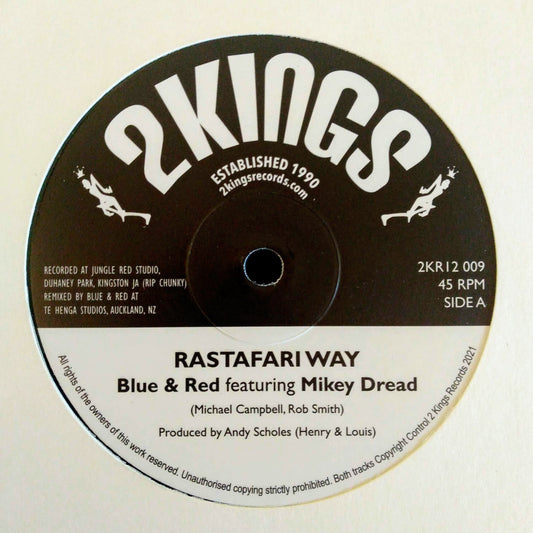 2KINGS
ESTABLISHED 1990
2kingsrecords.com
RECORDED AT JUNGLE RED STUDIO,
DUHANEY PARK, KINGSTON JA (RIP CHUNKY)
REMIXED BY BLUE & RED AT
TE HENGA STUDIOS, AUCKLAND, NZ
2KR12 009
45 RPM
SIDE A
RASTAFARI WAY
Blue & Red featuring Mikey Dread
(Michael Campbell, Rob Smith)
Produced by Andy Scholes (Henry & Louis)
All rights of the owners of this work reserved. Unauthorised copying strictly prohibited. Both tracks Copyright Control 2 Kings Records 2021